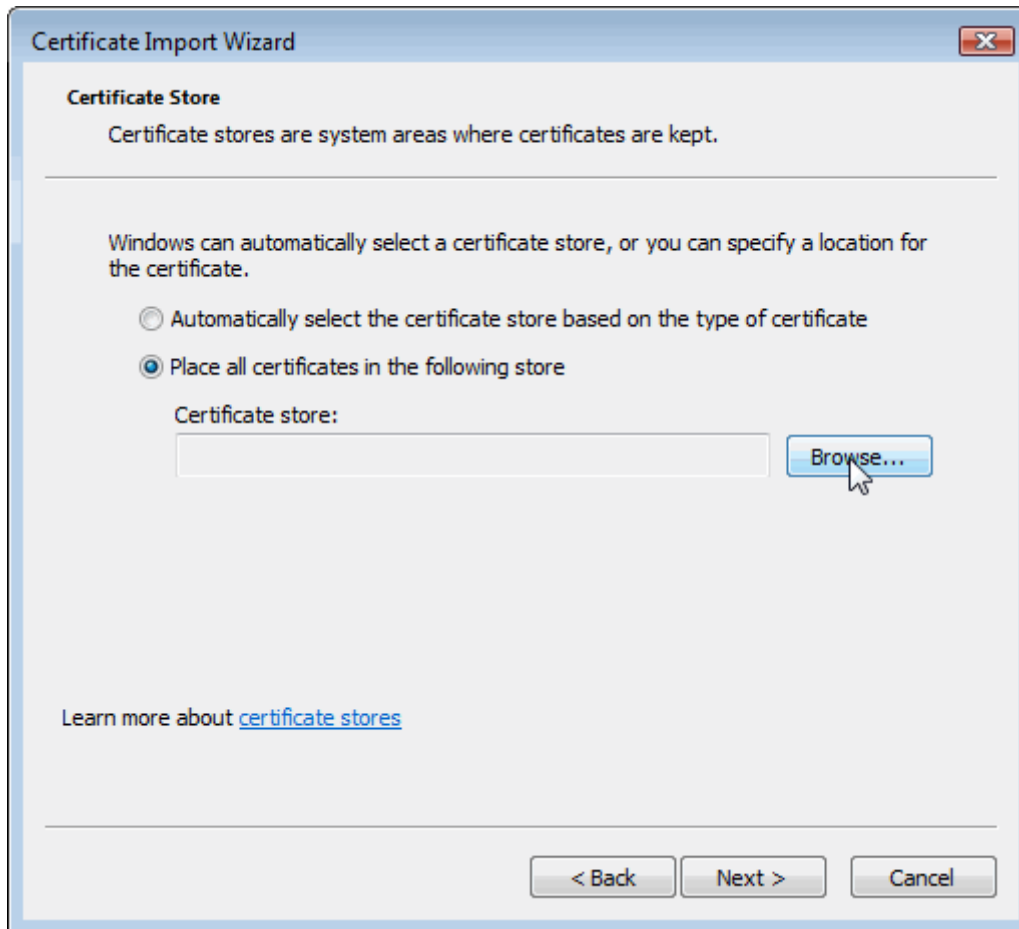 Certificate Import Wizard
Certificate Store
Certificate stores are system areas where certificates are kept.
Windows can automatically select a certificate store, or you can specify a location for
the certificate.
Automatically select the certificate store based on the type of certificate
Place all certificates in the following store
Certificate store:
Browse...
Learn more about certificate stores
< Back Next > Cancel